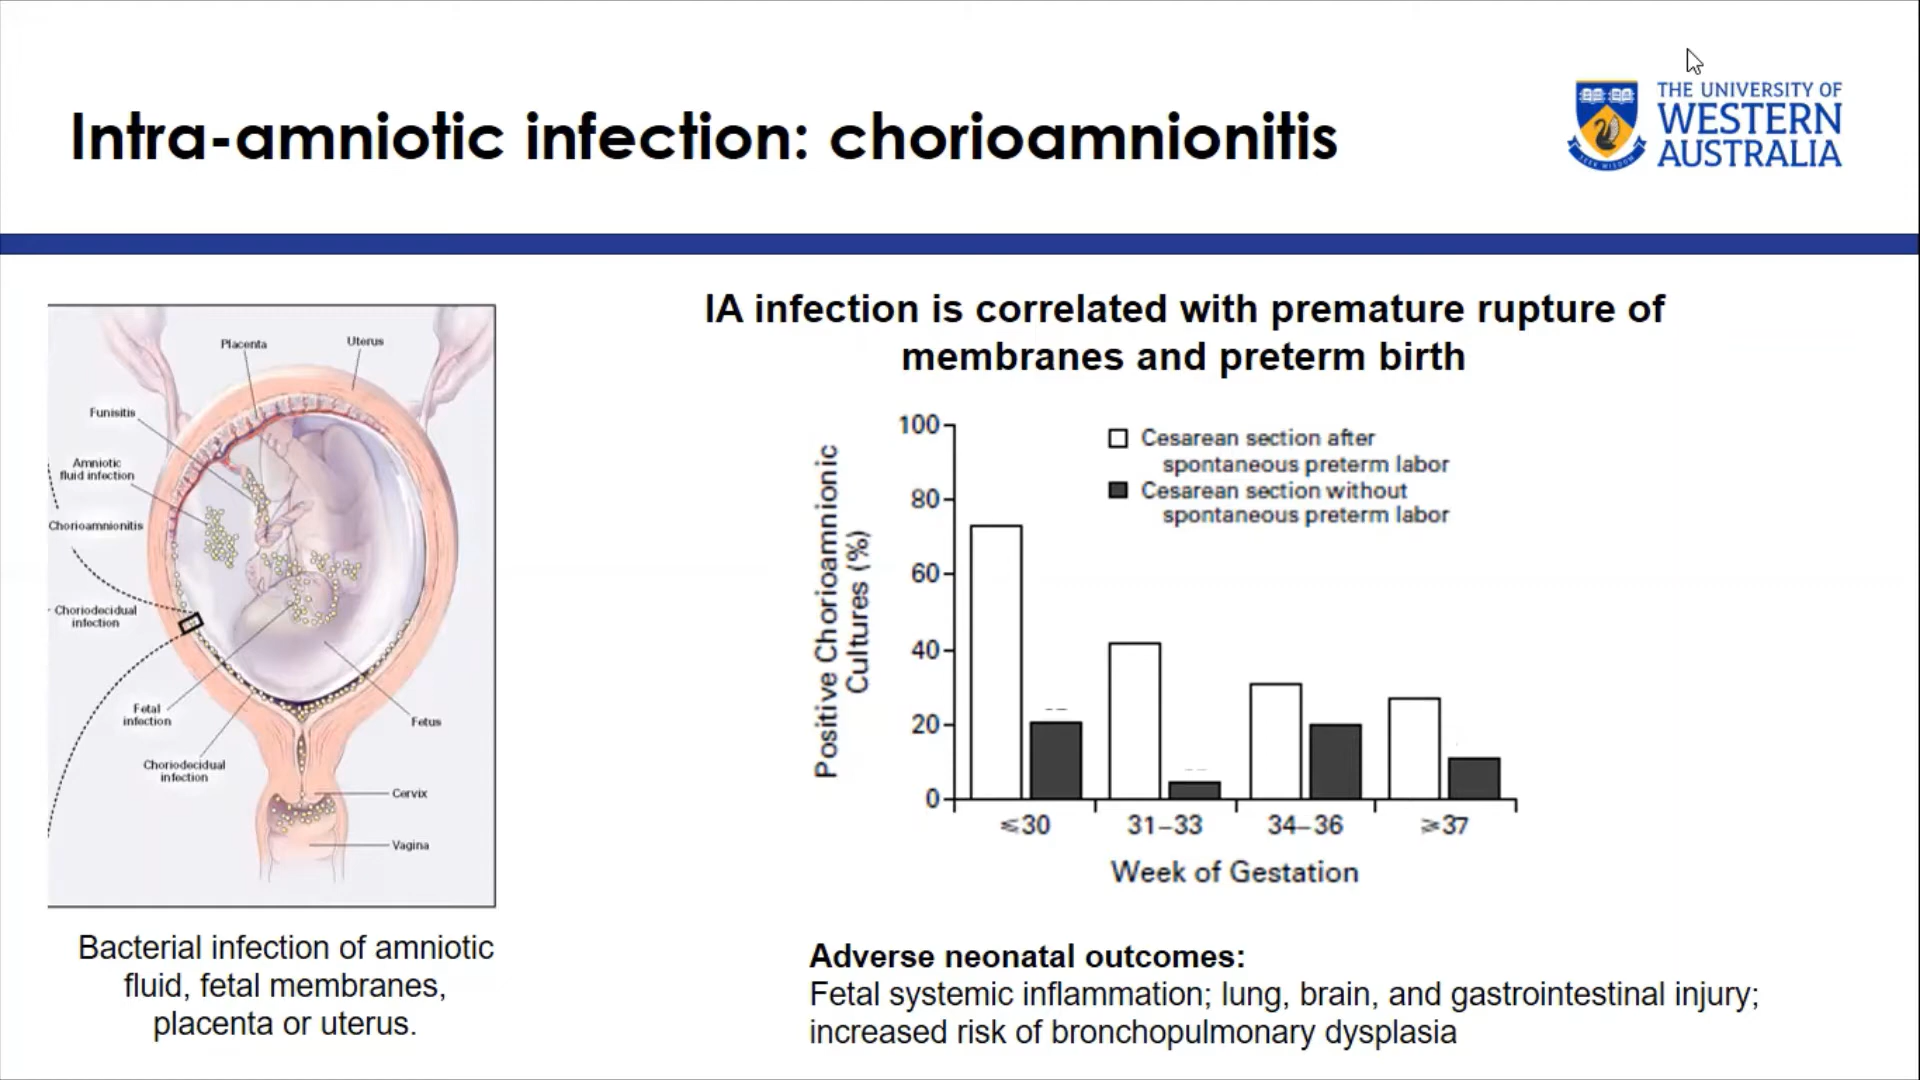 Intra-amniotic infection: chorioamnionitis
THE UNIVERSITY OF
WESTERN
AUSTRALIA
SEEK WISDOM
Placenta
Uterus
Funisitis
Amniotic
fluid infection
Chorioamnionitis
Choriodecidual
infection
Fetal
infection
Fetus
Choriodecidual
infection
Cervix
Vagina
Bacterial infection of amniotic
fluid, fetal membranes,
placenta or uterus.
IA infection is correlated with premature rupture of
membranes and preterm birth
Positive Chorioamnionic
Cultures (%)
100
80
60
40
20
0
Cesarean section after
spontaneous preterm labor
Cesarean section without
spontaneous preterm labor
≤30
31–33
34–36
≥37
Week of Gestation
Adverse neonatal outcomes:
Fetal systemic inflammation; lung, brain, and gastrointestinal injury;
increased risk of bronchopulmonary dysplasia